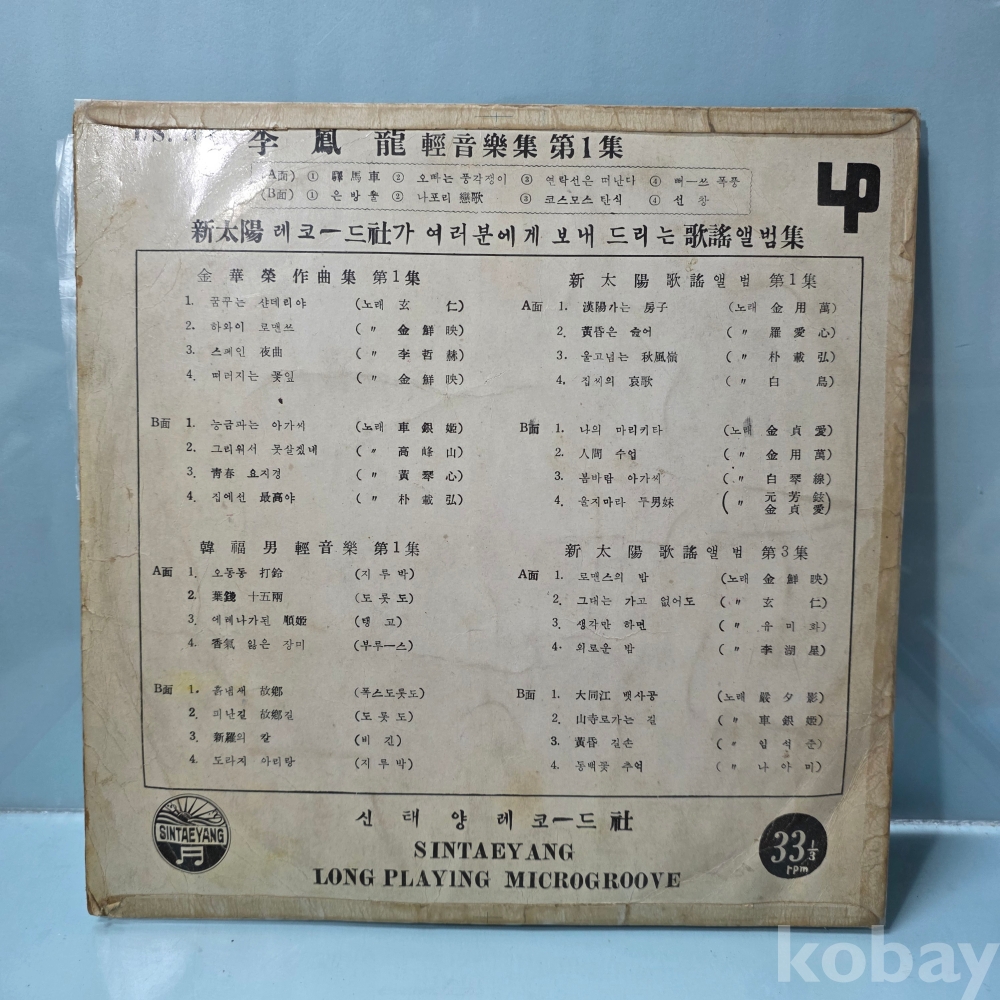 李鳳龍 輕音樂集 第1集
LP
(A面) ① 驛馬車 ② 오빠는 풍각쟁이 ③ 연락선은 떠난다 ④ 뻐—쓰 폭풍
(B面) ① 은방울 ② 나포리 戀歌 ③ 코스모스 탄식 ④ 선창
新太陽 레코—드社가 여러분에게 보내 드리는 歌謠앨범集
金華榮 作曲集 第1集
1. 꿈꾸는 샨데리야 (노래 玄仁)
2. 하와이 로맨쓰 (〃 金鮮映)
3. 스페인 夜曲 (〃 李哲赫)
4. 떠러지는 꽃잎 (〃 金鮮映)
B面 1. 능금파는 아가씨 (노래 車銀姬)
2. 그리워서 못살겠네 (〃 高峰山)
3. 靑春 요지경 (〃 黃琴心)
4. 집에선 最高야 (〃 朴載弘)
新太陽歌謠앨범 第1集
A面 1. 漢陽가는 房子 (노래 金用萬)
2. 黃昏은 슬어 (〃 羅愛心)
3. 울고넘는 秋風嶺 (〃 朴載弘)
4. 집씨의 哀歌 (〃 白鳥)
B面 1. 나의 마리키타 (노래 金貞愛)
2. 人間 수업 (〃 金用萬)
3. 봄바람 아가씨 (〃 白琴線)
4. 울지마라 두男妹 (〃 元芳鉉 金貞愛)
韓福男 輕音樂 第1集
A面 1. 오동동 打鈴 (지루박)
2. 葉錢 十五兩 (도롯도)
3. 에레나가된 順姬 (탱고)
4. 香氣 잃은 장미 (부루—스)
B面 1. 흙냄새 故鄕 (폭스도롯도)
2. 피난길 故鄕길 (도롯도)
3. 新羅의 칼 (비긴)
4. 도라지 아리랑 (지루박)
新太陽歌謠앨범 第3集
A面 1. 로맨스의 밤 (노래 金鮮映)
2. 그대는 가고 없어도 (〃 玄仁)
3. 생각만 하면 (〃 유미화)
4. 외로운 밤 (〃 李湖星)
B面 1. 大同江 뱃사공 (노래 嚴夕影)
2. 山寺로가는 길 (〃 車銀姬)
3. 黃昏 길손 (〃 임석준)
4. 동백꽃 추억 (〃 나아미)
SINTAEYANG
신태양레코—드社
SINTAEYANG
LONG PLAYING MICROGROOVE
33⅓
rpm
kobay